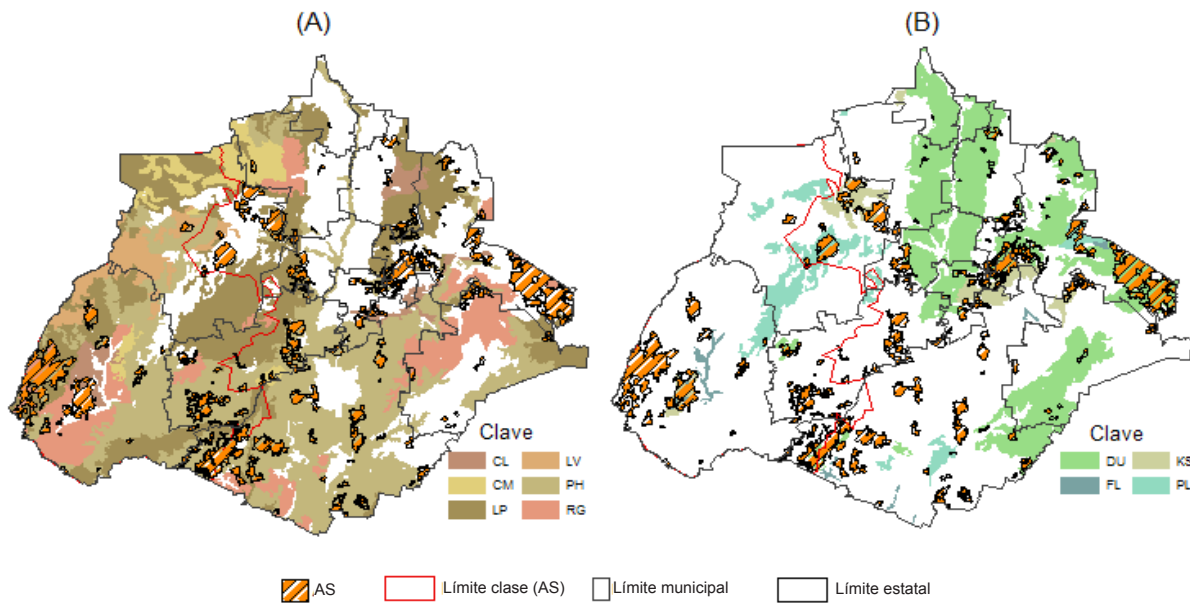 (A) (B)
Clave
CL LV
CM PH
LP RG
Clave
DU KS
FL PL
AS Límite clase (AS) Límite municipal Límite estatal